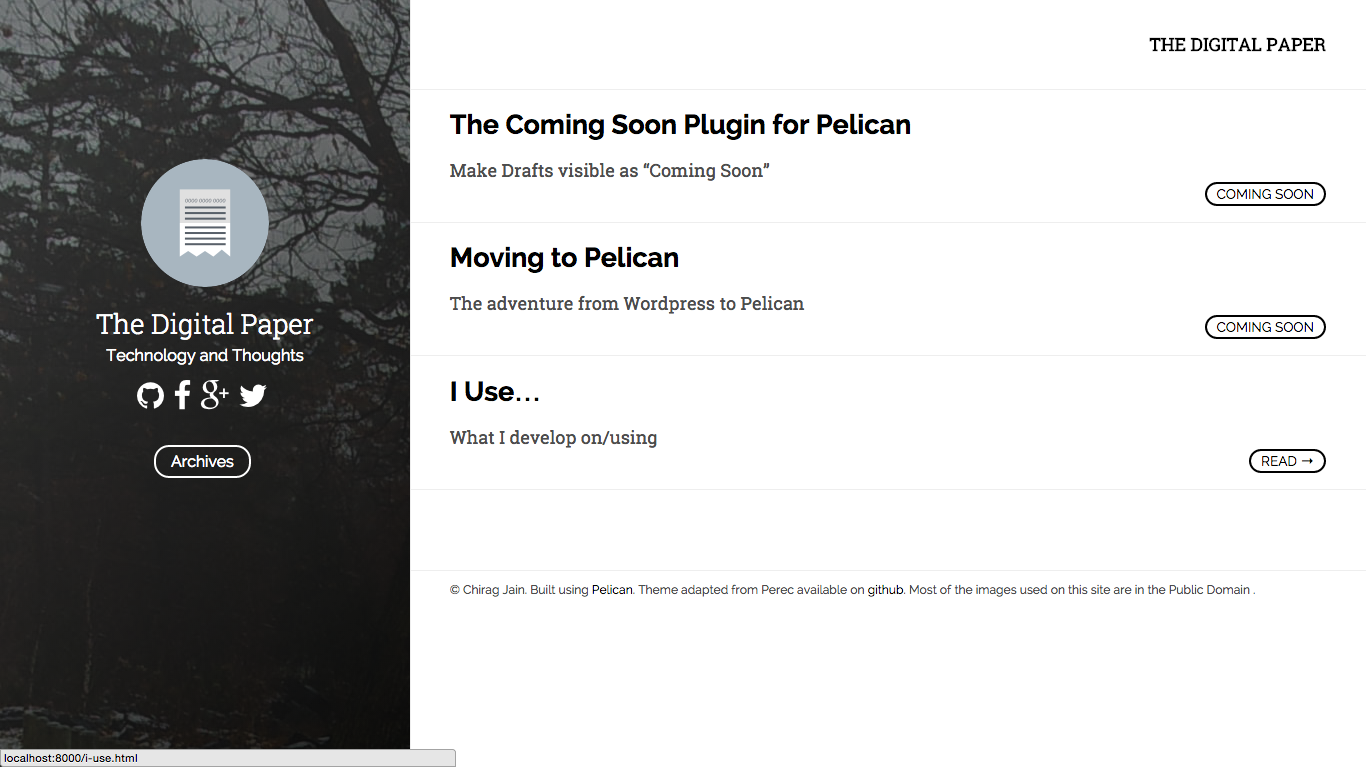 0000 0000 0000
The Digital Paper
Technology and Thoughts
Archives
THE DIGITAL PAPER
The Coming Soon Plugin for Pelican
Make Drafts visible as “Coming Soon”
COMING SOON
Moving to Pelican
The adventure from Wordpress to Pelican
COMING SOON
I Use…
What I develop on/using
READ →
© Chirag Jain. Built using Pelican. Theme adapted from Perec available on github. Most of the images used on this site are in the Public Domain .
localhost:8000/i-use.html